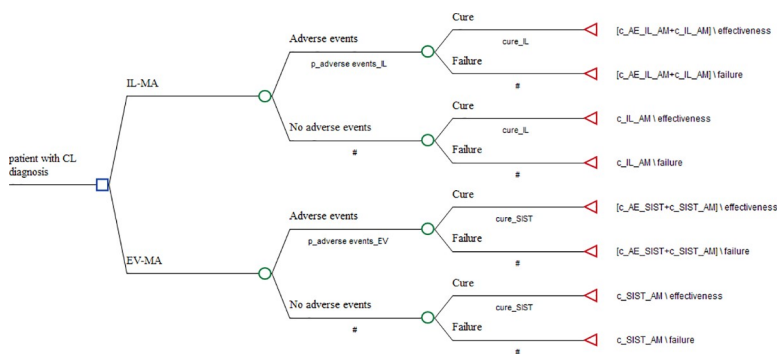 Cure
cure_IL
[c_AE_IL_AM+c_IL_AM] \ effectiveness
Adverse events
p_adverse events_IL
Failure
#
[c_AE_IL_AM+c_IL_AM] \ failure
IL-MA
No adverse events
#
Cure
cure_IL
c_IL_AM \ effectiveness
Failure
#
c_IL_AM \ failure
patient with CL
diagnosis
Cure
cure_SIST
[c_AE_SIST+c_SIST_AM] \ effectiveness
Adverse events
p_adverse events_EV
Failure
#
[c_AE_SIST+c_SIST_AM] \ failure
EV-MA
No adverse events
#
Cure
cure_SIST
c_SIST_AM \ effectiveness
Failure
#
c_SIST_AM \ failure